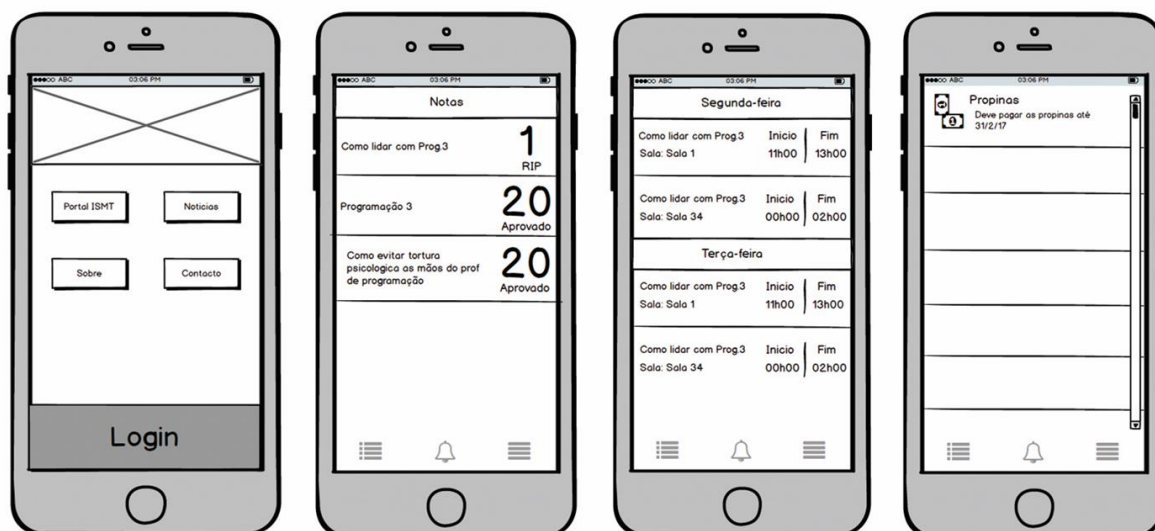 ABC 03:06 PM
Portal ISMT Noticias
Sobre Contacto
Login
ABC 03:06 PM
Notas
Como lidar com Prog.3 1
RIP
Programação 3 20
Aprovado
Como evitar tortura
psicologica as mãos do prof 20
de programação Aprovado
ABC 03:06 PM
Segunda-feira
Como lidar com Prog.3 Inicio Fim
Sala: Sala 1 11h00 13h00
Como lidar com Prog.3 Inicio Fim
Sala: Sala 34 00h00 02h00
Terça-feira
Como lidar com Prog.3 Inicio Fim
Sala: Sala 1 11h00 13h00
Como lidar com Prog.3 Inicio Fim
Sala: Sala 34 00h00 02h00
ABC 03:06 PM
Propinas
Deve pagar as propinas até
31/2/17